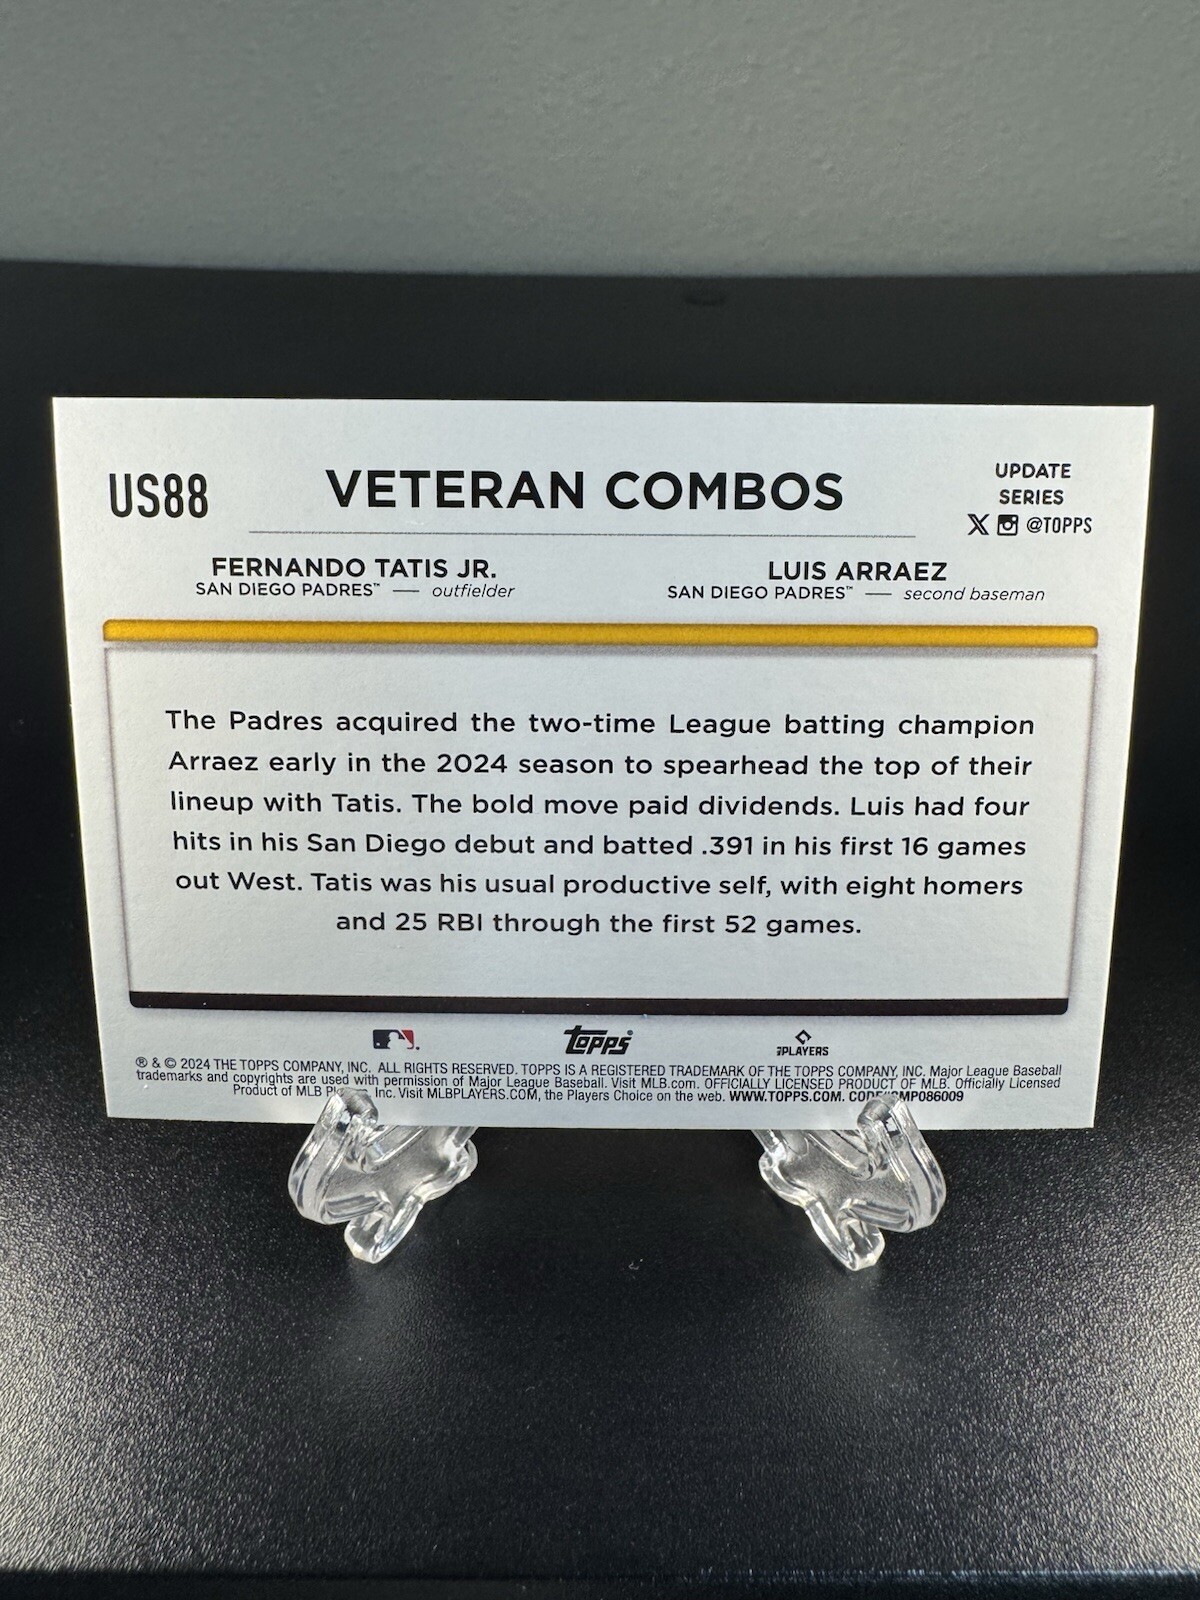 US88
VETERAN COMBOS
UPDATE
SERIES
X @TOPPS
FERNANDO TATIS JR.
SAN DIEGO PADRES™ — outfielder
LUIS ARRAEZ
SAN DIEGO PADRES™ — second baseman
The Padres acquired the two-time League batting champion
Arraez early in the 2024 season to spearhead the top of their
lineup with Tatis. The bold move paid dividends. Luis had four
hits in his San Diego debut and batted .391 in his first 16 games
out West. Tatis was his usual productive self, with eight homers
and 25 RBI through the first 52 games.
topps®
PLAYERS
® & © 2024 THE TOPPS COMPANY, INC. ALL RIGHTS RESERVED. TOPPS IS A REGISTERED TRADEMARK OF THE TOPPS COMPANY, INC. Major League Baseball
trademarks and copyrights are used with permission of Major League Baseball. Visit MLB.com. OFFICIALLY LICENSED PRODUCT OF MLB. Officially Licensed
Product of MLB Inc. Visit MLBPLAYERS.COM, the Players Choice on the web. WWW.TOPPS.COM. CODE#CMP086009